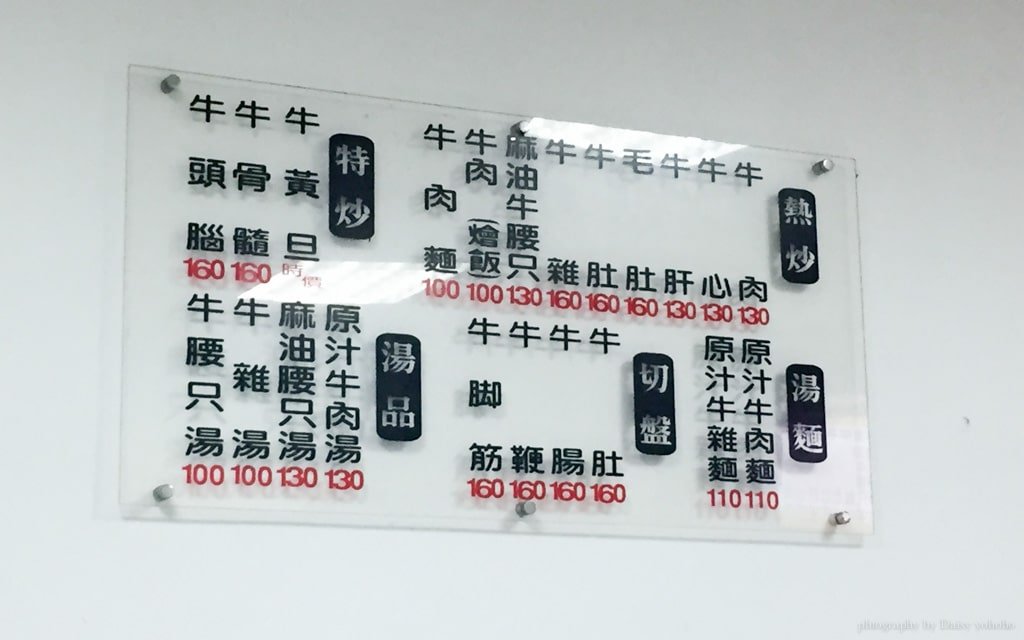 熱炒
牛肉 130
牛心 130
牛肝 130
毛肚 160
牛肚 160
牛雜 160
麻油牛腰只 130
牛肉(燴飯 100
牛肉麵 100
特炒
牛黃旦 時價
牛骨髓 160
牛頭腦 160
湯麵
原汁牛肉麵 110
原汁牛雜麵 110
切盤
牛肚 160
牛腸 160
牛鞭 160
牛脚筋 160
湯品
原汁牛肉湯 130
麻油腰只湯 130
牛雜湯 100
牛腰只湯 100
photography by Daisy yohoho